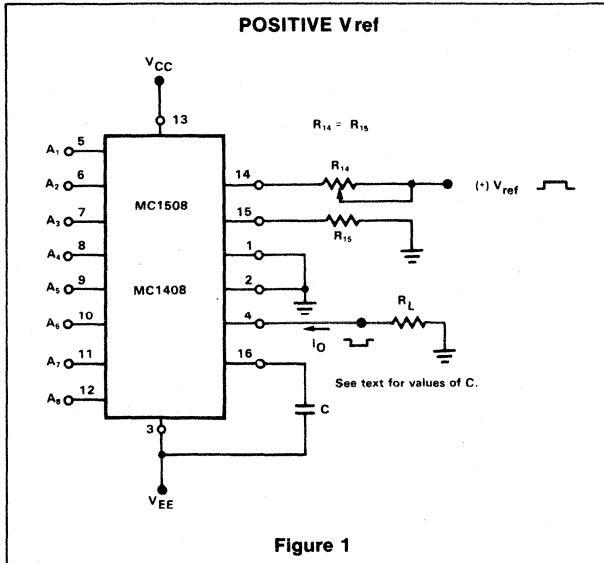 POSITIVE Vref
VCC
13
R14 = R15
A1 5
A2 6
A3 7
A4 8
A5 9
A6 10
A7 11
A8 12
MC1508
MC1408
14
R14
(+) Vref
15
R15
1
2
4
IO
RL
16
See text for values of C.
C
3
VEE
Figure 1